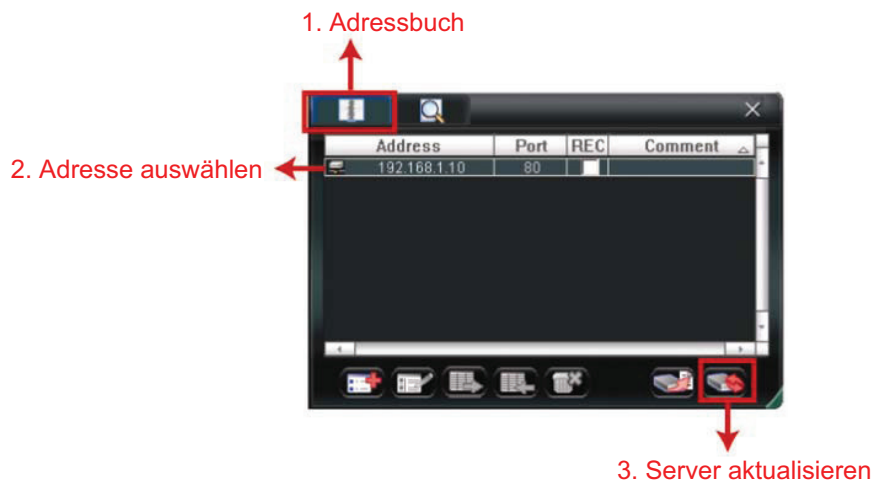 1. Adressbuch
Address Port REC Comment
2. Adresse auswählen
192.168.1.10 80
3. Server aktualisieren